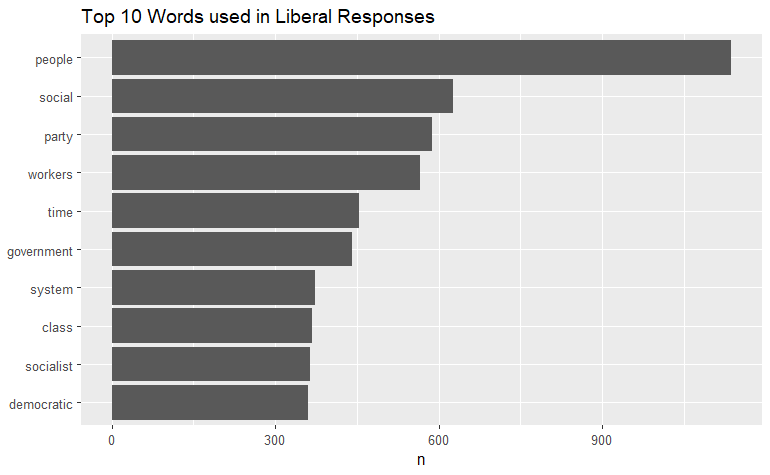 Top 10 Words used in Liberal Responses
people
social
party
workers
time
government
system
class
socialist
democratic
0 300 600 900
n